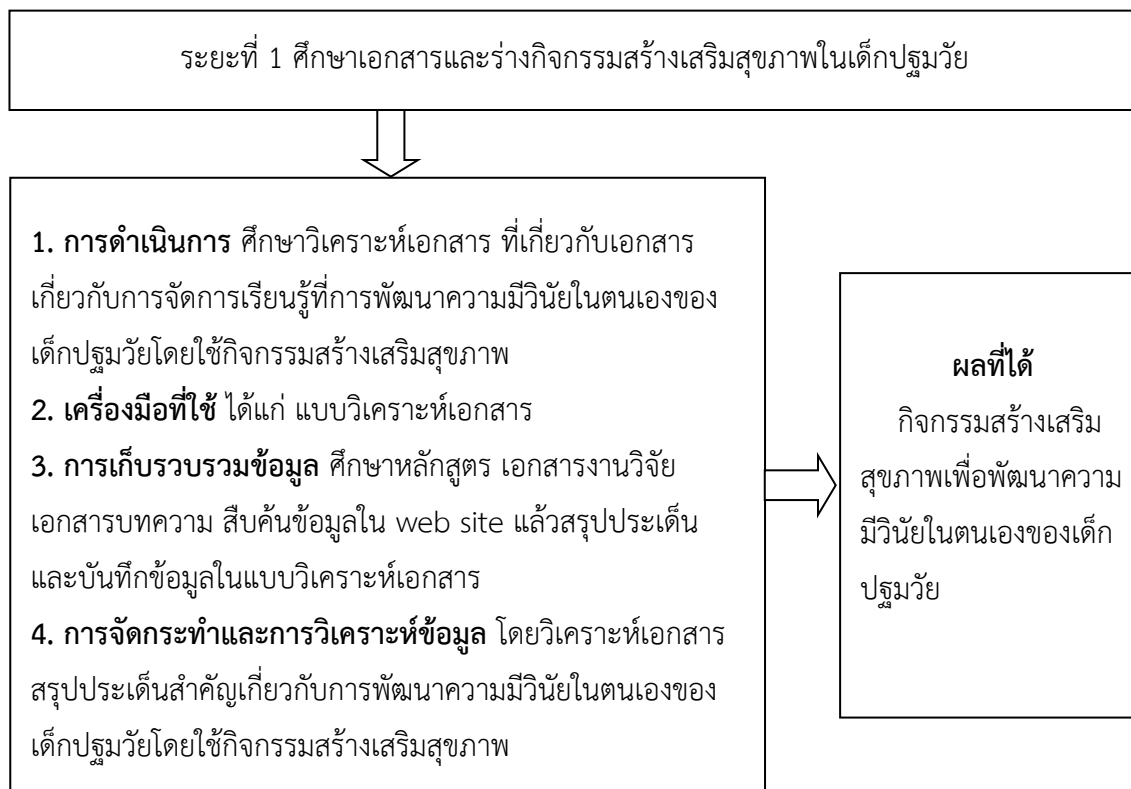 ระยะที่ 1 ศึกษาเอกสารและร่างกิจกรรมสร้างเสริมสุขภาพในเด็กปฐมวัย
1. การดำเนินการ ศึกษาวิเคราะห์เอกสาร ที่เกี่ยวกับเอกสาร
เกี่ยวกับการจัดการเรียนรู้ที่การพัฒนาความมีวินัยในตนเองของ
เด็กปฐมวัยโดยใช้กิจกรรมสร้างเสริมสุขภาพ
2. เครื่องมือที่ใช้ ได้แก่ แบบวิเคราะห์เอกสาร
3. การเก็บรวบรวมข้อมูล ศึกษาหลักสูตร เอกสารงานวิจัย
เอกสารบทความ สืบค้นข้อมูลใน web site แล้วสรุปประเด็น
และบันทึกข้อมูลในแบบวิเคราะห์เอกสาร
4. การจัดกระทำและการวิเคราะห์ข้อมูล โดยวิเคราะห์เอกสาร
สรุปประเด็นสำคัญเกี่ยวกับการพัฒนาความมีวินัยในตนเองของ
เด็กปฐมวัยโดยใช้กิจกรรมสร้างเสริมสุขภาพ
ผลที่ได้
กิจกรรมสร้างเสริม
สุขภาพเพื่อพัฒนาความ
มีวินัยในตนเองของเด็ก
ปฐมวัย